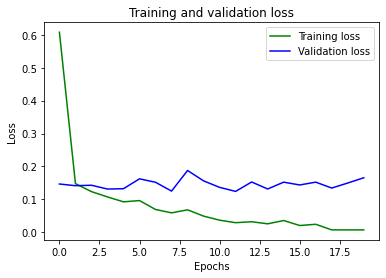 Training and validation loss
Training loss
Validation loss
Loss
0.6
0.5
0.4
0.3
0.2
0.1
0.0
0.0 2.5 5.0 7.5 10.0 12.5 15.0 17.5
Epochs